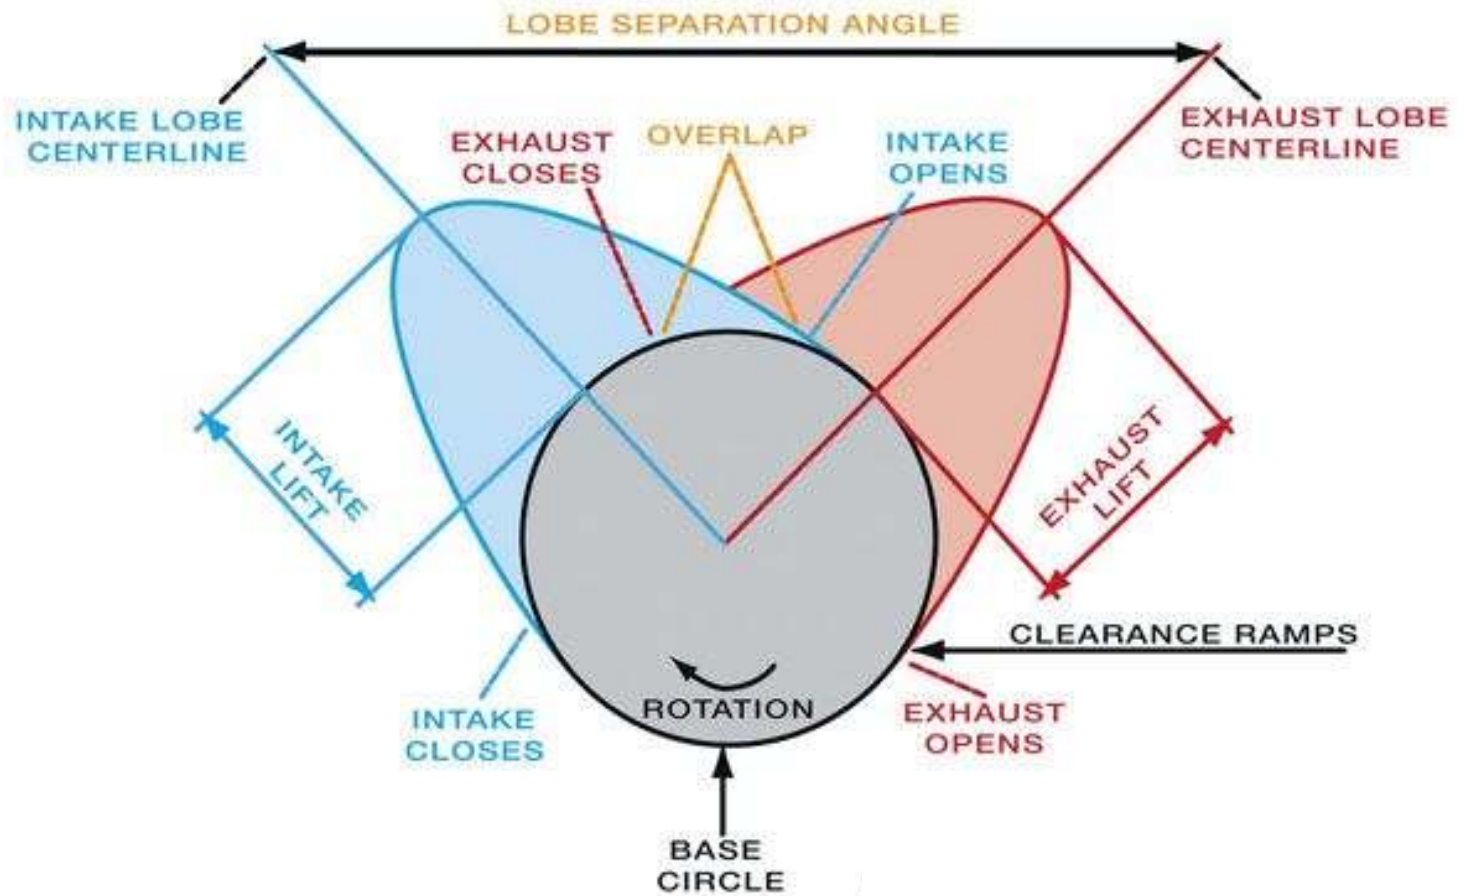 LOBE SEPARATION ANGLE
INTAKE LOBE
CENTERLINE
EXHAUST
CLOSES
OVERLAP
INTAKE
OPENS
EXHAUST LOBE
CENTERLINE
INTAKE
LIFT
EXHAUST
LIFT
CLEARANCE RAMPS
ROTATION
INTAKE
CLOSES
EXHAUST
OPENS
BASE
CIRCLE